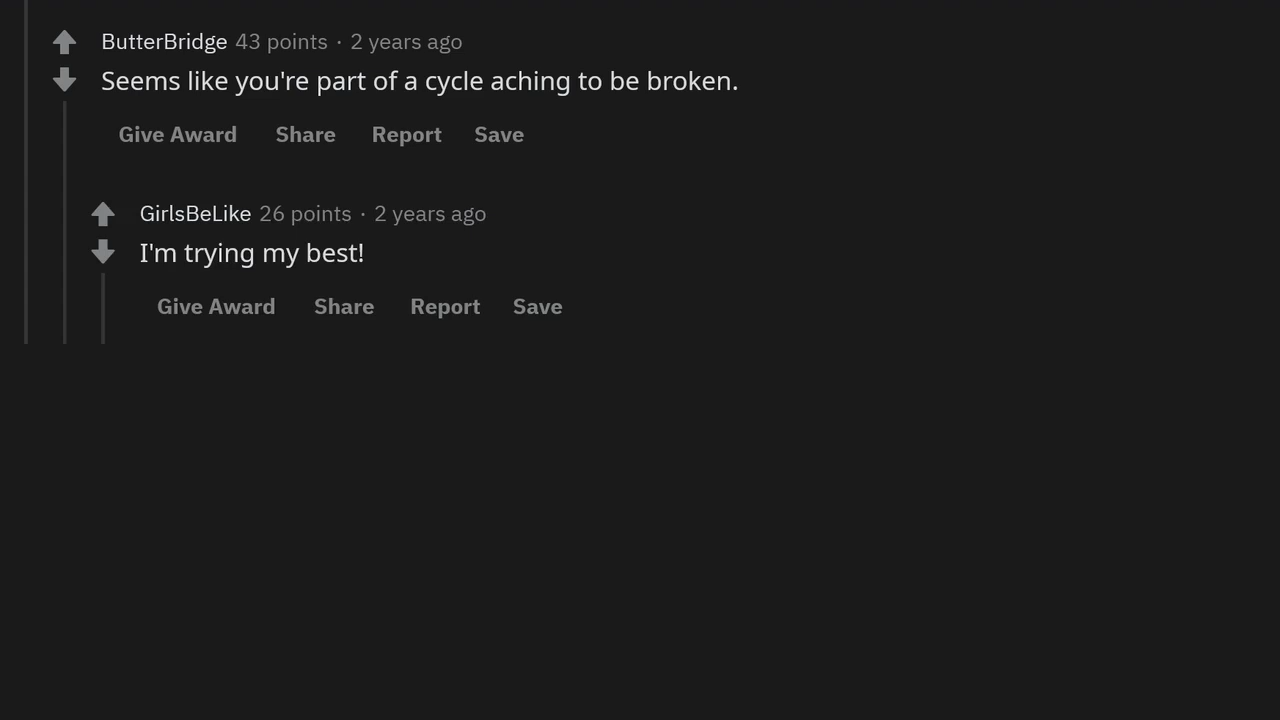 ButterBridge 43 points · 2 years ago
Seems like you're part of a cycle aching to be broken.
Give Award Share Report Save
GirlsBeLike 26 points · 2 years ago
I'm trying my best!
Give Award Share Report Save